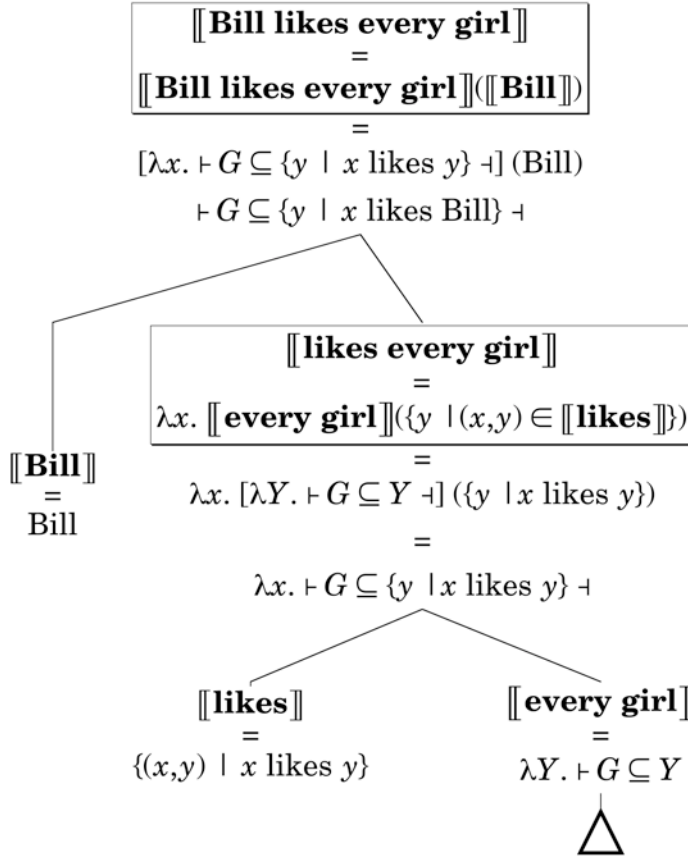 ⟦Bill likes every girl⟧
=
⟦Bill likes every girl⟧(⟦Bill⟧)
=
[λx. ⊢ G ⊆ {y | x likes y} ⊣] (Bill)
⊢ G ⊆ {y | x likes Bill} ⊣
⟦Bill⟧
=
Bill
⟦likes every girl⟧
=
λx. ⟦every girl⟧({y |(x,y) ∈ ⟦likes⟧})
=
λx. [λY. ⊢ G ⊆ Y ⊣] ({y |x likes y})
=
λx. ⊢ G ⊆ {y |x likes y} ⊣
⟦likes⟧
=
{(x,y) | x likes y}
⟦every girl⟧
=
λY. ⊢ G ⊆ Y